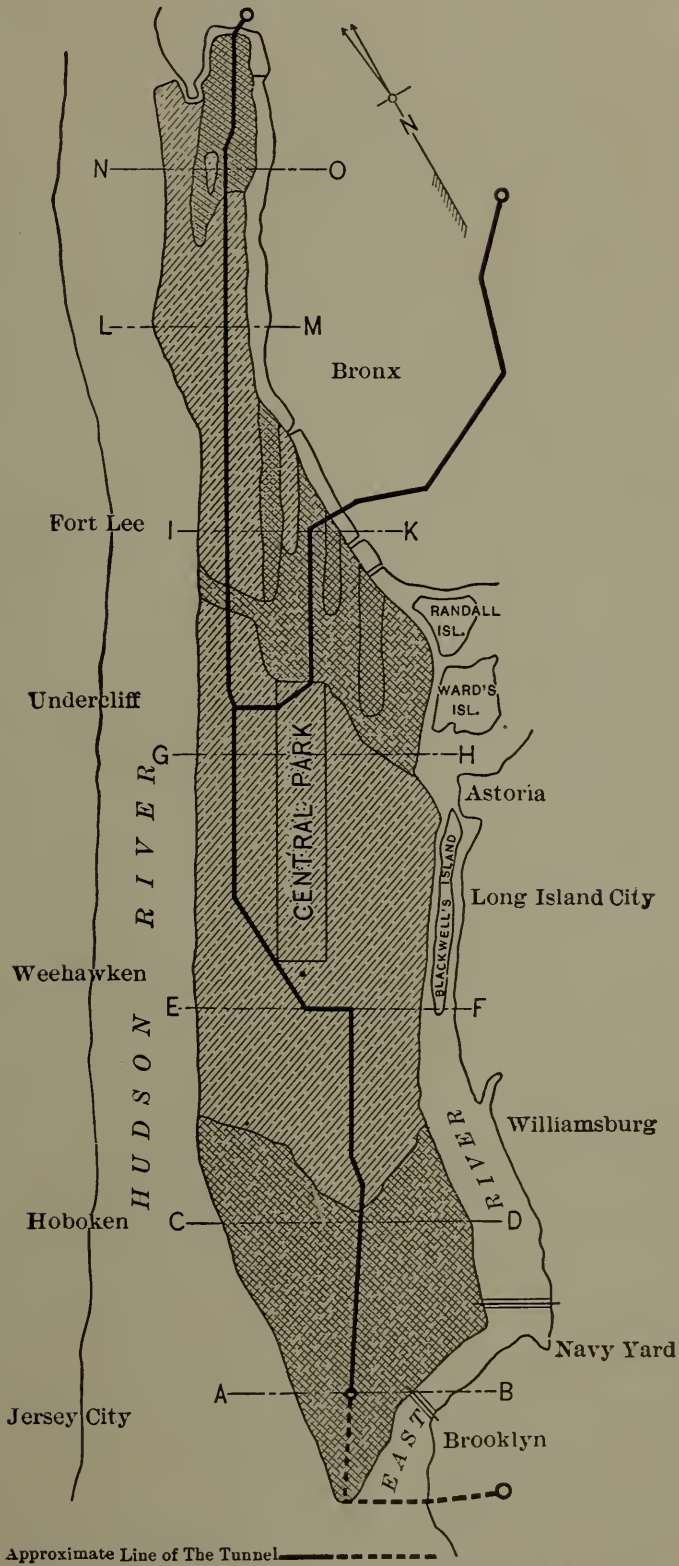 N
N
O
L
M
Bronx
Fort Lee
I
K
RANDALL
ISL.
Undercliff
WARD'S
ISL.
G
H
CENTRAL PARK
Astoria
BLACKWELL'S ISLAND
Long Island City
Weehawken
E
F
HUDSON RIVER
EAST RIVER
Williamsburg
Hoboken
C
D
Navy Yard
A
B
Jersey City
Brooklyn
Approximate Line of The Tunnel